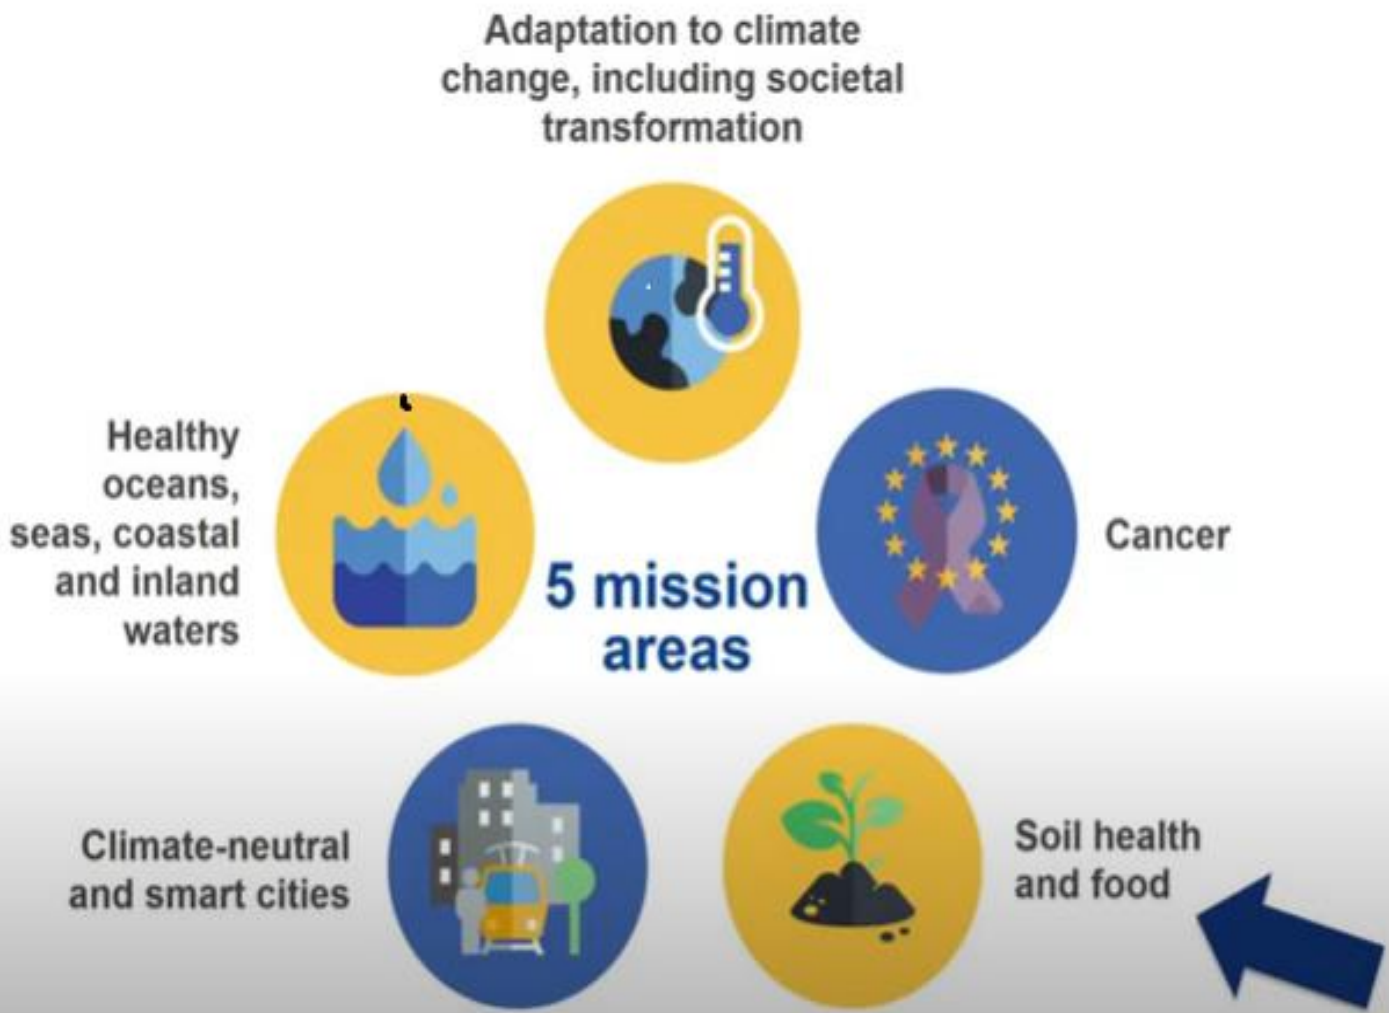 Adaptation to climate
change, including societal
transformation
Healthy
oceans,
seas, coastal
and inland
waters
5 mission
areas
Cancer
Climate-neutral
and smart cities
Soil health
and food